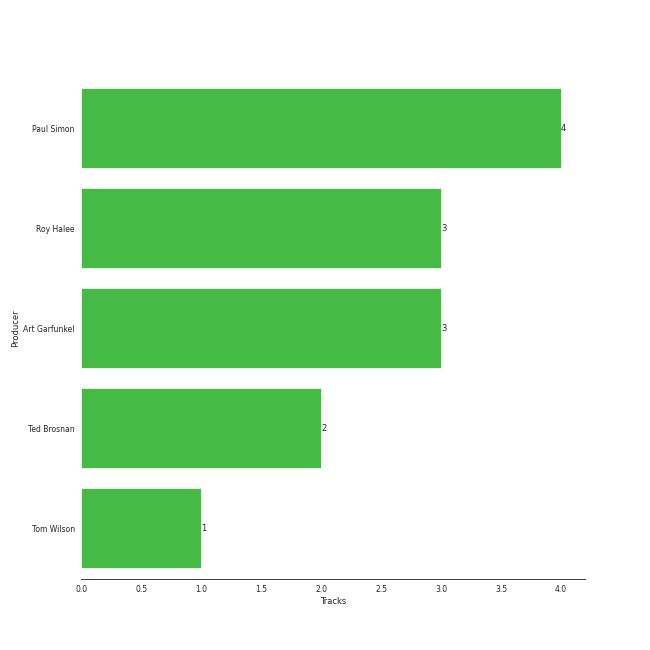 Paul Simon
4
Roy Halee
3
Art Garfunkel
3
Ted Brosnan
2
Tom Wilson
1
Producer
0.0 0.5 1.0 1.5 2.0 2.5 3.0 3.5 4.0
Tracks